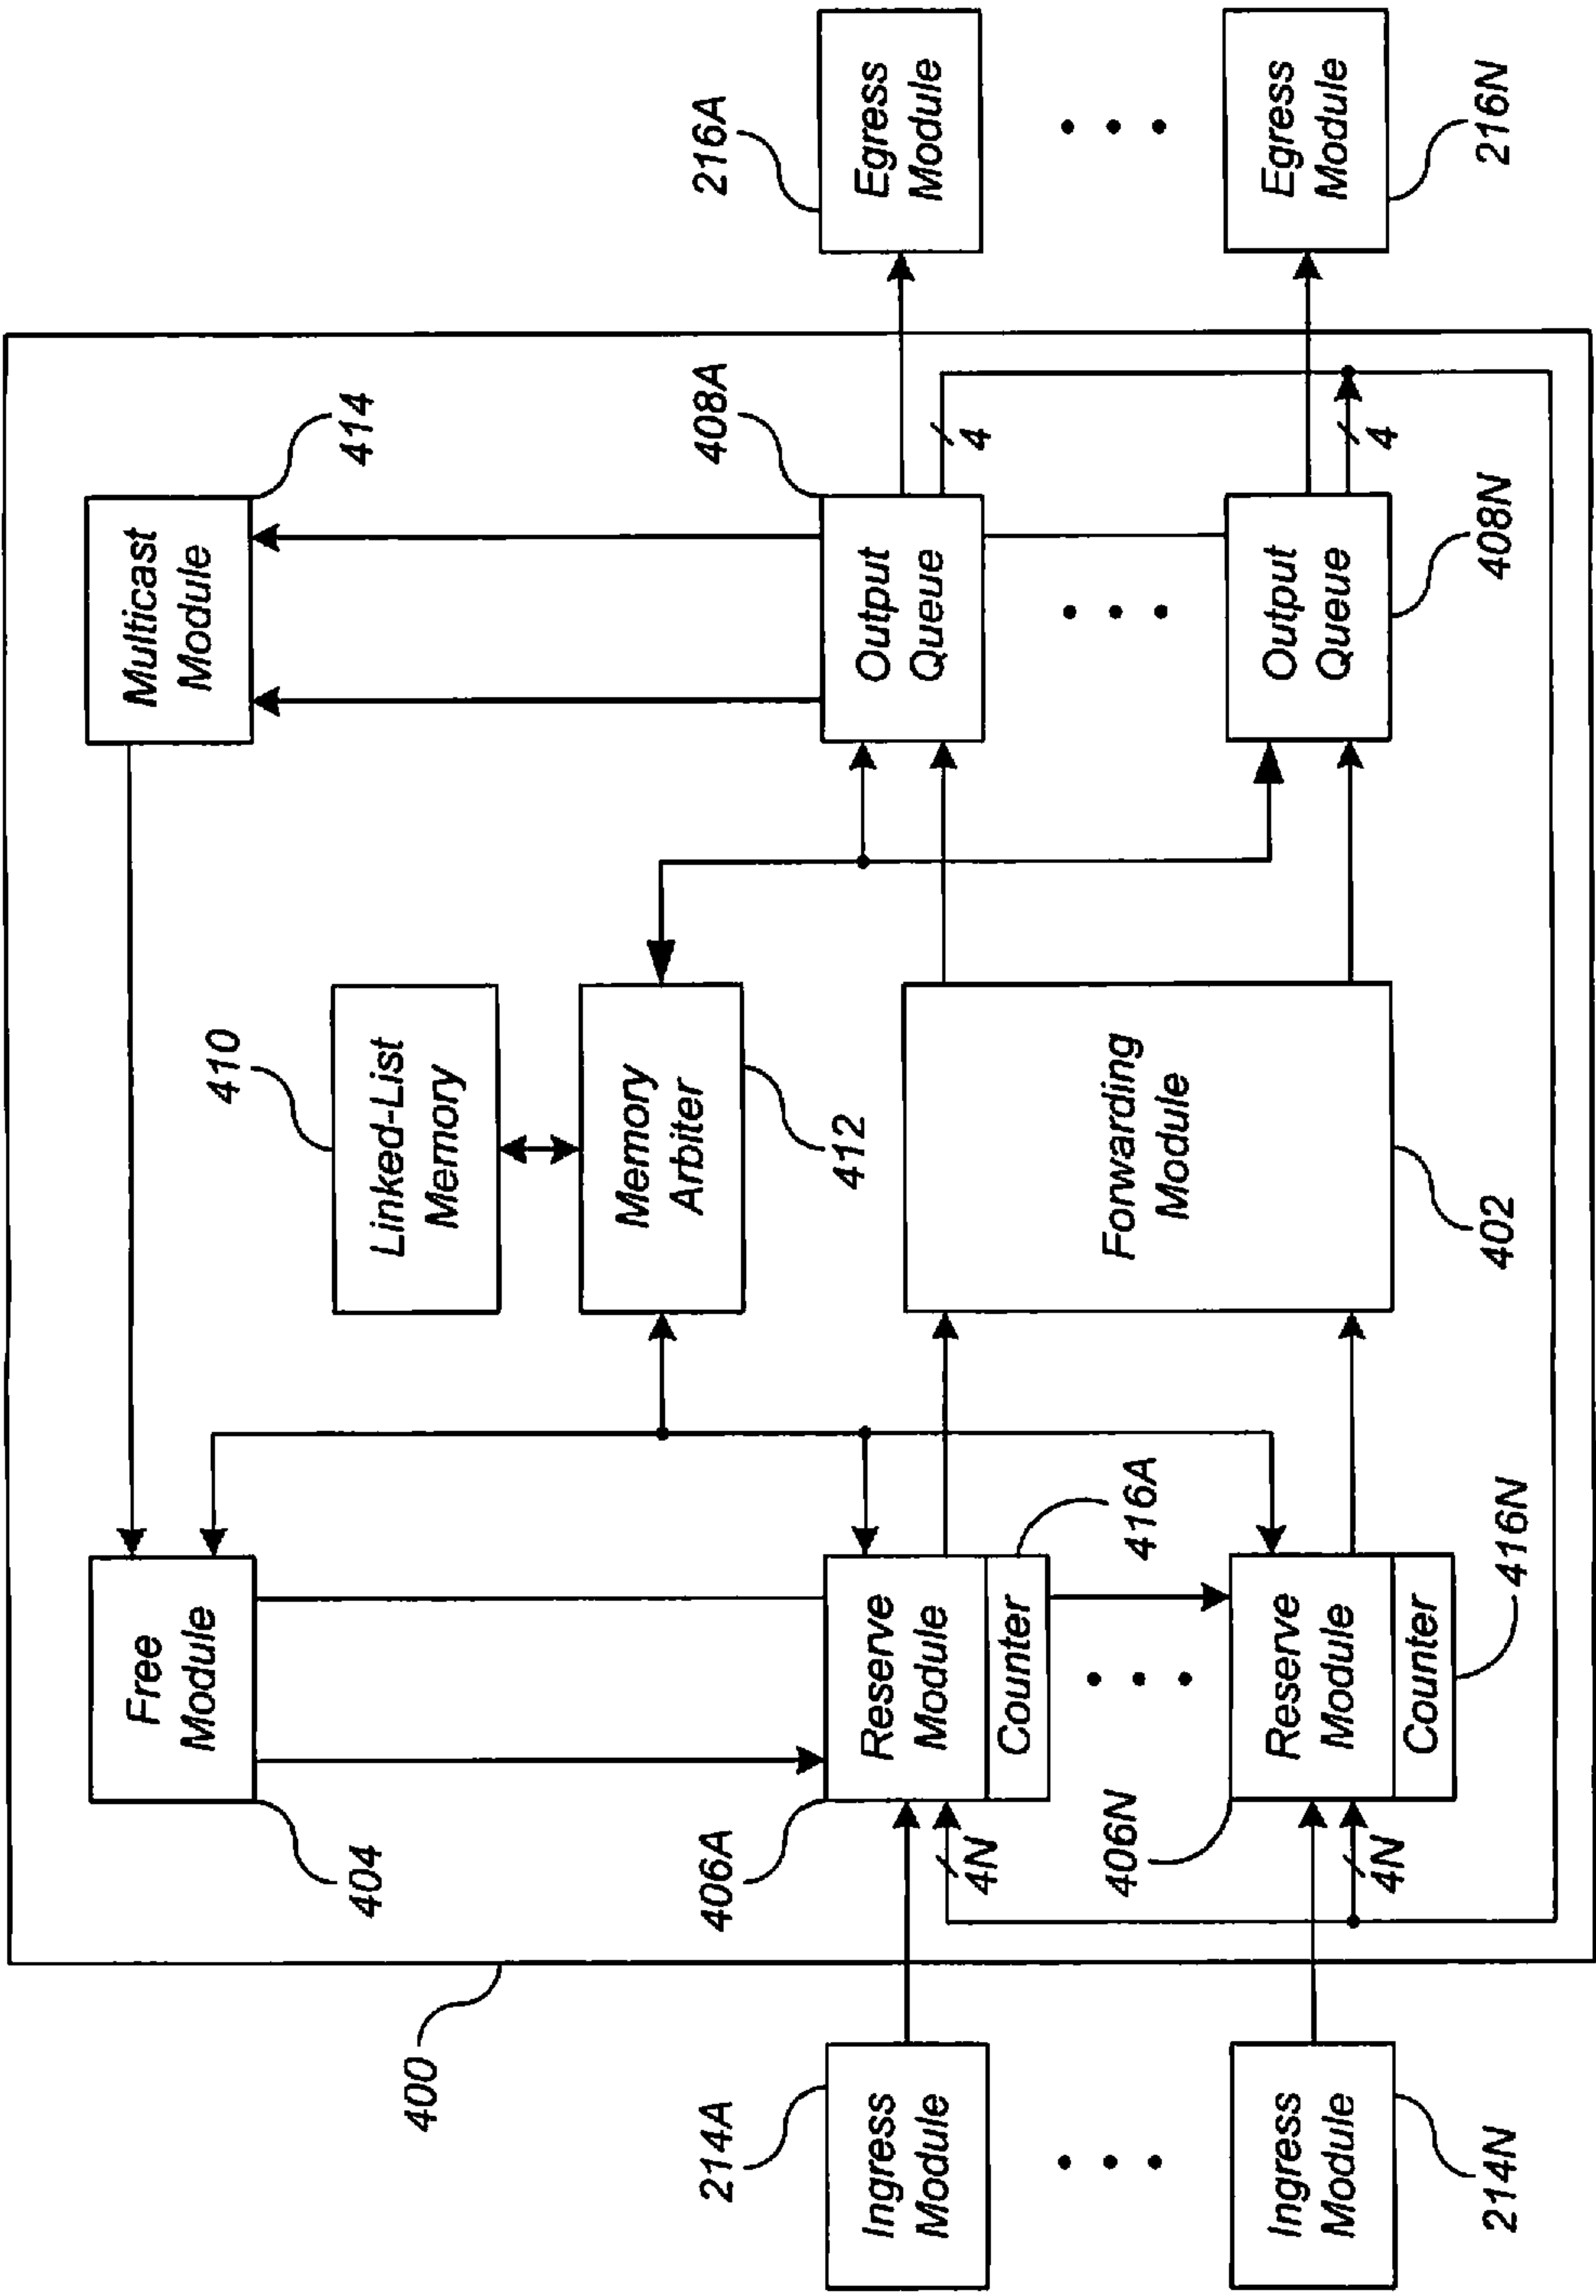 400
Free
Module
404
Multicast
Module
414
Linked-List
Memory
410
Memory
Arbiter
412
214A
Ingress
Module
406A
Reserve
Module
Counter
416A
4N
Forwarding
Module
402
408A
Output
Queue
4
216A
Egress
Module
214N
Ingress
Module
406N
Reserve
Module
Counter
416N
4N
Output
Queue
408N
4
Egress
Module
216N